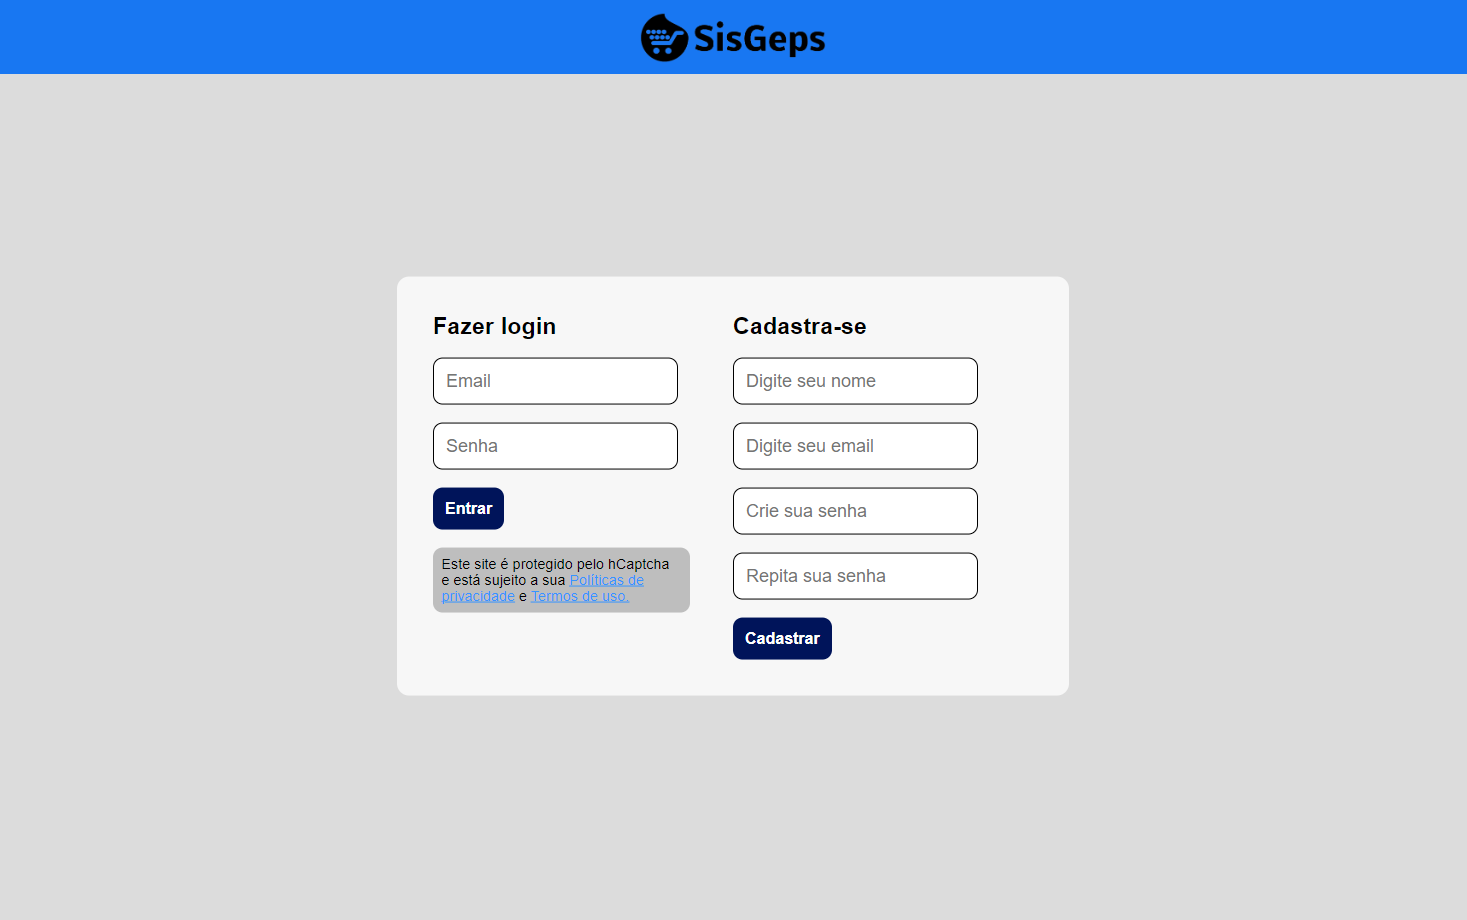 SisGeps
Fazer login
Email
Senha
Entrar
Este site é protegido pelo hCaptcha
e está sujeito a sua Políticas de
privacidade e Termos de uso.
Cadastra-se
Digite seu nome
Digite seu email
Crie sua senha
Repita sua senha
Cadastrar